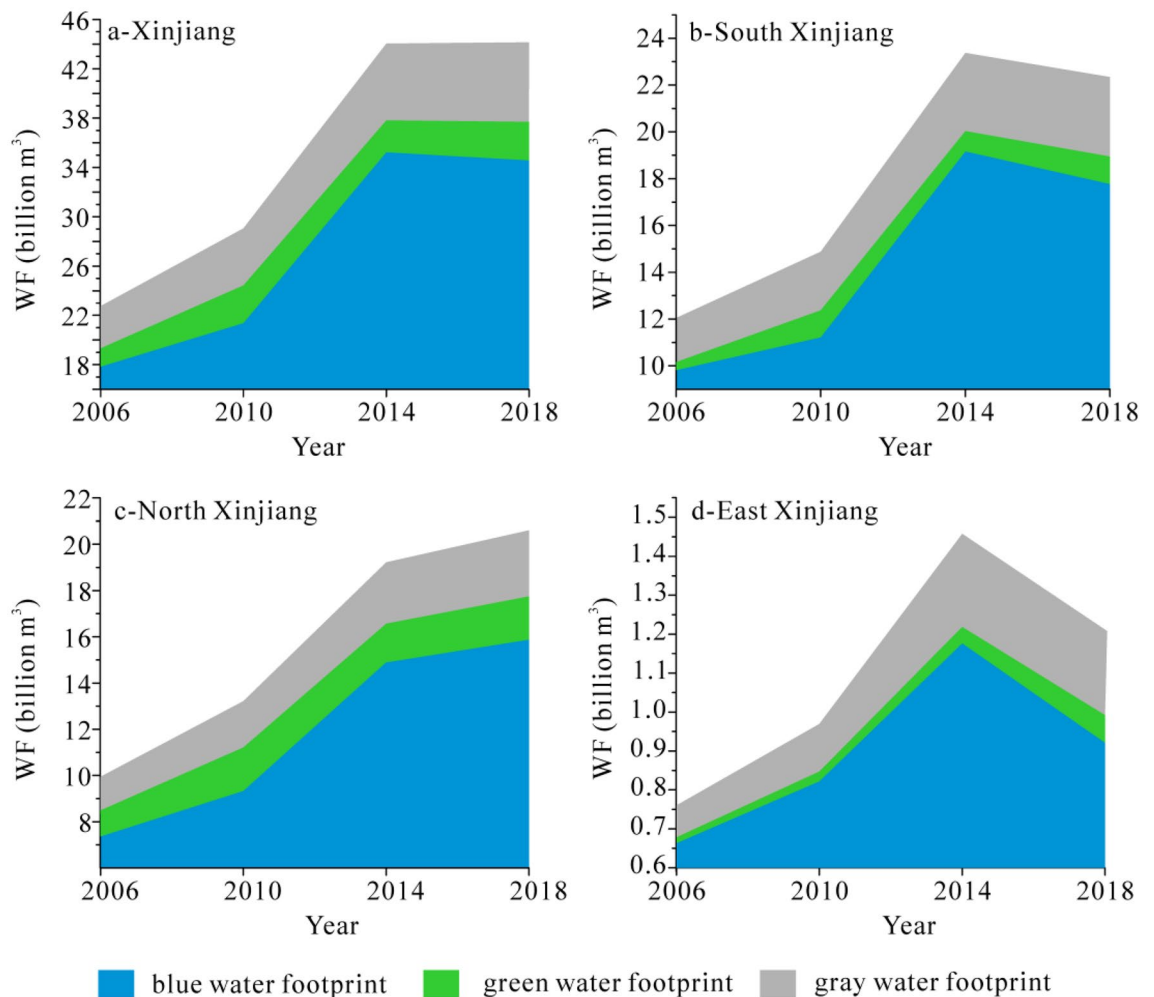 a-Xinjiang
46
42
38
34
30
26
22
18
WF (billion m³)
2006 2010 2014 2018
Year
b-South Xinjiang
24
22
20
18
16
14
12
10
WF (billion m³)
2006 2010 2014 2018
Year
c-North Xinjiang
22
20
18
16
14
12
10
8
WF (billion m³)
2006 2010 2014 2018
Year
d-East Xinjiang
1.5
1.4
1.3
1.2
1.1
1.0
0.9
0.8
0.7
0.6
WF (billion m³)
2006 2010 2014 2018
Year
blue water footprint green water footprint gray water footprint